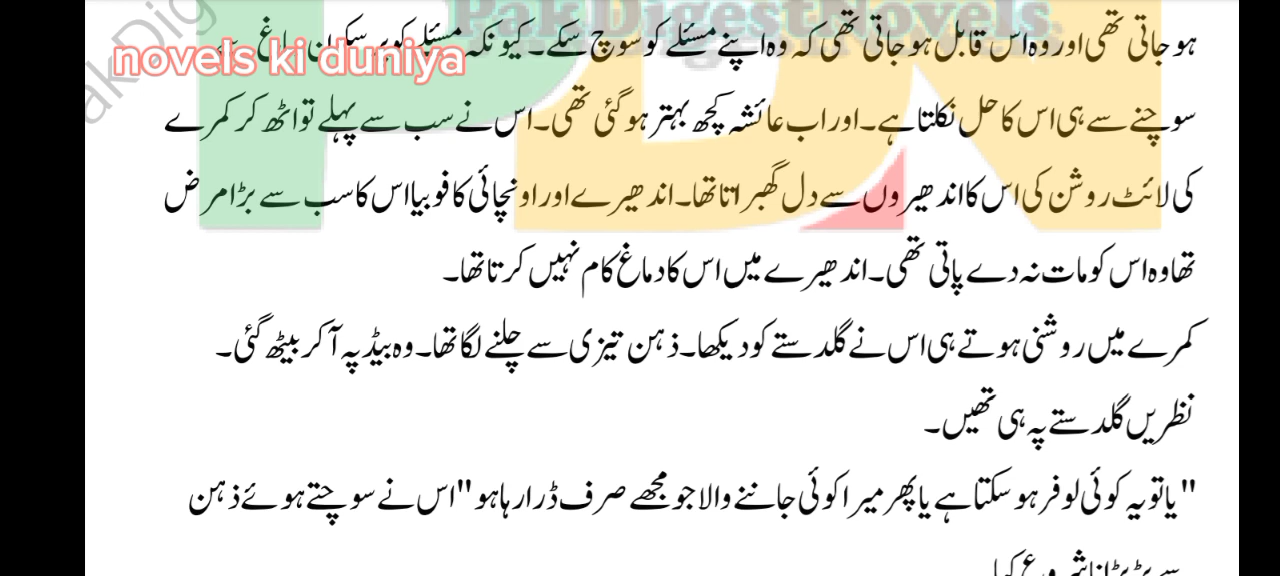 PakDigestNovels.
novels ki duniya
ہو جاتی تھی اور وہ اس قابل ہو جاتی تھی کہ وہ اپنے مسئلے کو سوچ سکے۔ کیونکہ مسئلے کو
سوچنے سے ہی اس کا حل نکلتا ہے۔ اور اب عائشہ کچھ بہتر ہو گئی تھی۔ اس نے سب سے پہلے تو اٹھ کر کمرے
کی لائٹ روشن کی اس کا اندھیروں سے دل گھبراتا تھا۔ اندھیرے اور اونچائی کا فوبیا اس کا سب سے بڑا مرض
تھا وہ اس کو مات نہ دے پاتی تھی۔ اندھیرے میں اس کا دماغ کام نہیں کرتا تھا۔
کمرے میں روشنی ہوتے ہی اس نے گلدستے کو دیکھا۔ ذہن تیزی سے چلنے لگا تھا۔ وہ بیڈ پہ آ کر بیٹھ گئی۔
نظریں گلدستے پہ ہی تھیں۔
"یا تو یہ کوئی لوفر ہو سکتا ہے یا پھر میرا کوئی جاننے والا جو مجھے صرف ڈرا رہا ہو" اس نے سوچتے ہوئے ذہن